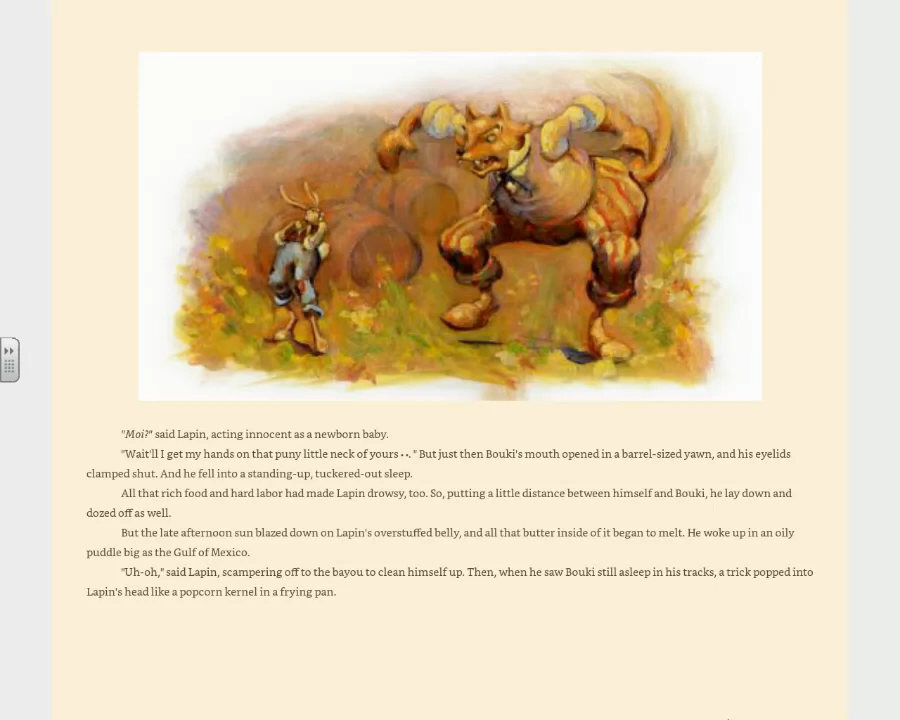 "Moi?" said Lapin, acting innocent as a newborn baby.
"Wait'll I get my hands on that puny little neck of yours • •. " But just then Bouki's mouth opened in a barrel-sized yawn, and his eyelids
clamped shut. And he fell into a standing-up, tuckered-out sleep.
All that rich food and hard labor had made Lapin drowsy, too. So, putting a little distance between himself and Bouki, he lay down and
dozed off as well.
But the late afternoon sun blazed down on Lapin's overstuffed belly, and all that butter inside of it began to melt. He woke up in an oily
puddle big as the Gulf of Mexico.
"Uh-oh," said Lapin, scampering off to the bayou to clean himself up. Then, when he saw Bouki still asleep in his tracks, a trick popped into
Lapin's head like a popcorn kernel in a frying pan.